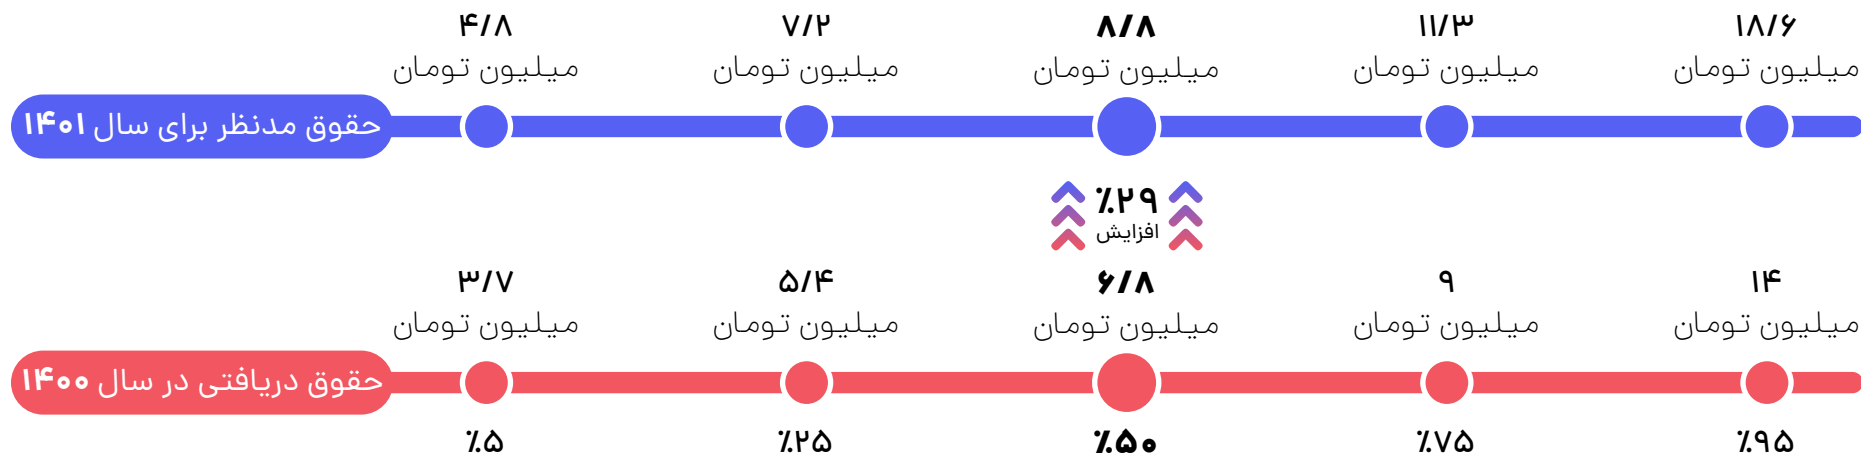 ۴/۸
میلیون تومان
۷/۲
میلیون تومان
۸/۸
میلیون تومان
۱۱/۳
میلیون تومان
۱۸/۶
میلیون تومان
حقوق مدنظر برای سال ۱۴۰۱
٪۲۹
افزایش
۳/۷
میلیون تومان
۵/۴
میلیون تومان
۶/۸
میلیون تومان
۹
میلیون تومان
۱۴
میلیون تومان
حقوق دریافتی در سال ۱۴۰۰
٪۵
٪۲۵
٪۵۰
٪۷۵
٪۹۵